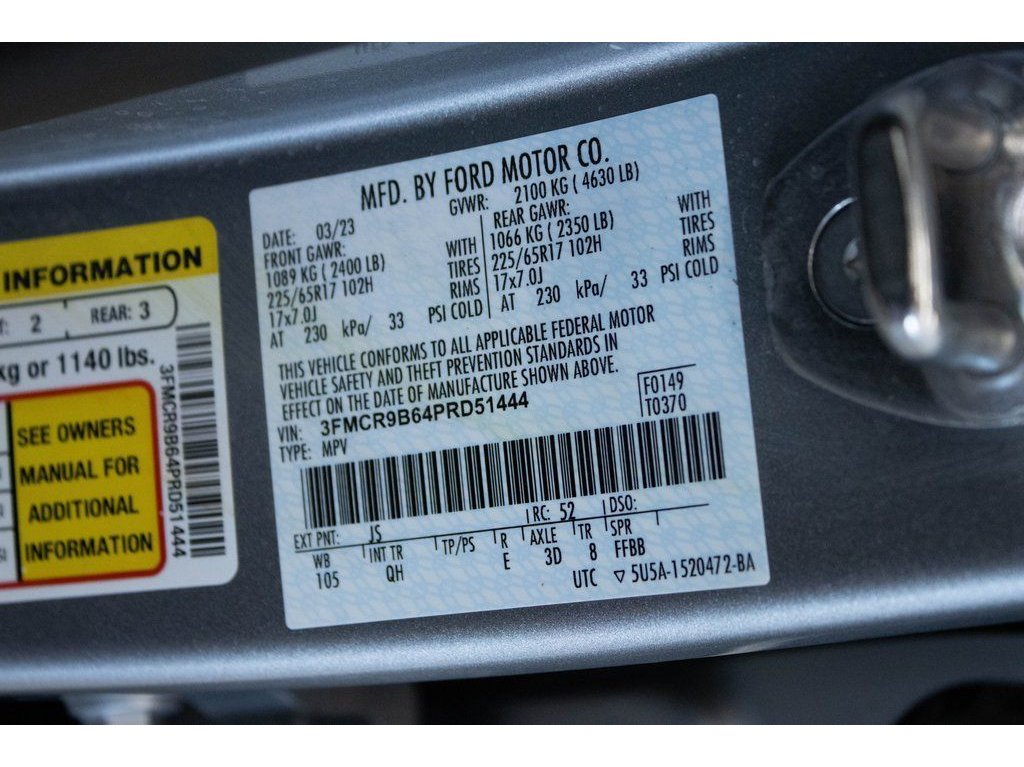 INFORMATION
2 REAR: 3
kg or 1140 lbs.
SEE OWNERS
MANUAL FOR
ADDITIONAL
INFORMATION
3FMCR9B64PRD51444
MFD. BY FORD MOTOR CO.
DATE: 03/23 GVWR: 2100 KG ( 4630 LB)
FRONT GAWR: WITH REAR GAWR: WITH
1089 KG ( 2400 LB) TIRES 1066 KG ( 2350 LB) TIRES
225/65R17 102H RIMS 225/65R17 102H RIMS
17x7.0J 17x7.0J
AT 230 kPa/ 33 PSI COLD AT 230 kPa/ 33 PSI COLD
THIS VEHICLE CONFORMS TO ALL APPLICABLE FEDERAL MOTOR
VEHICLE SAFETY AND THEFT PREVENTION STANDARDS IN
EFFECT ON THE DATE OF MANUFACTURE SHOWN ABOVE.
VIN: 3FMCR9B64PRD51444 F0149
TYPE: MPV T0370
EXT PNT: JS RC: 52 DSO:
WB INT TR TP/PS R AXLE TR SPR
105 QH E 3D 8 FFBB
UTC ▽ 5U5A-1520472-BA